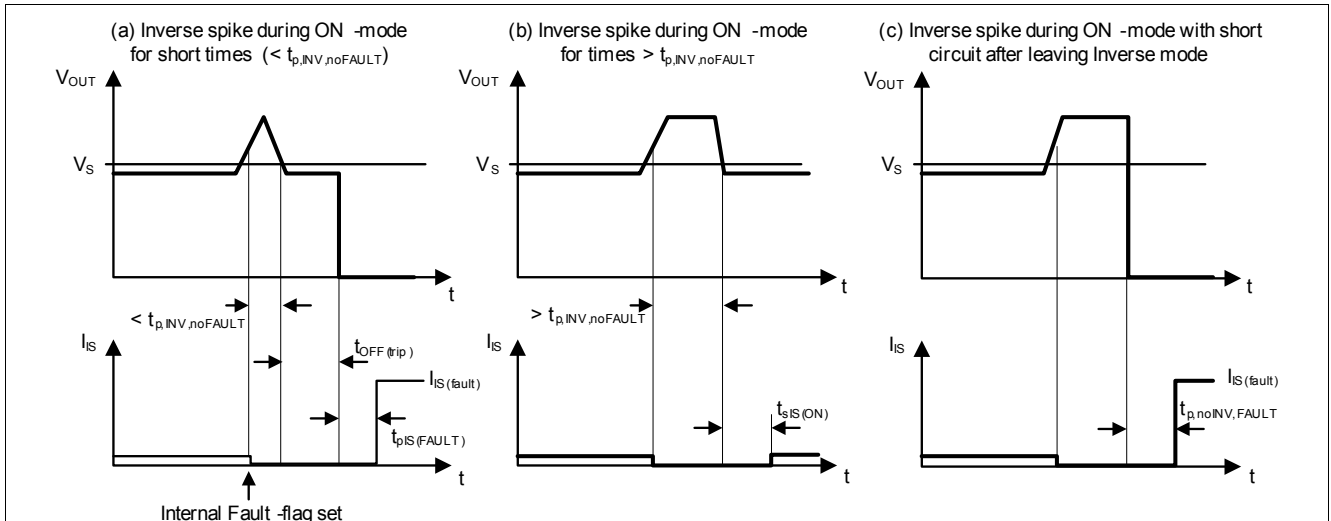 (a) Inverse spike during ON -mode
for short times (< tp,INV,noFAULT)
VOUT
VS
t
< tp,INV,noFAULT
IIS
tOFF(trip)
IIS(fault)
tpIS(FAULT)
t
Internal Fault -flag set
(b) Inverse spike during ON -mode
for times > tp,INV,noFAULT
VOUT
VS
t
> tp,INV,noFAULT
IIS
tsIS(ON)
t
(c) Inverse spike during ON -mode with short
circuit after leaving Inverse mode
VOUT
VS
t
IIS
IIS(fault)
tp,noINV,FAULT
t